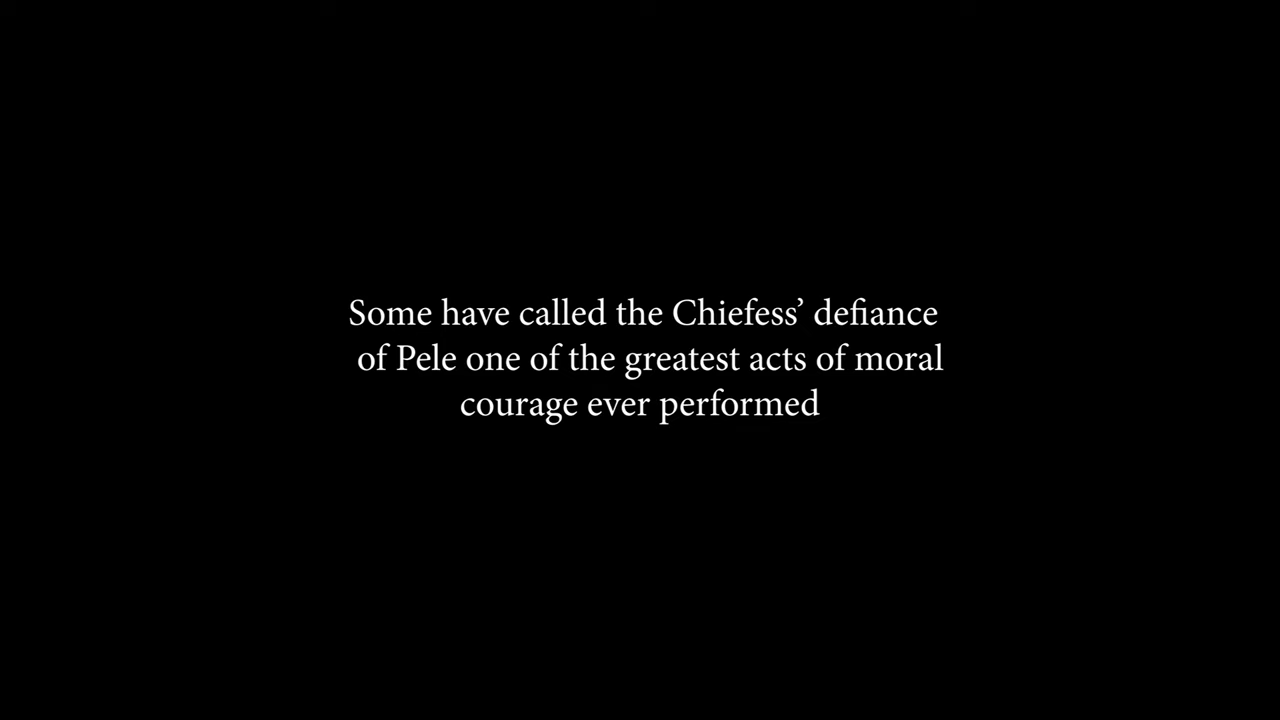 Some have called the Chiefess’ defiance
of Pele one of the greatest acts of moral
courage ever performed